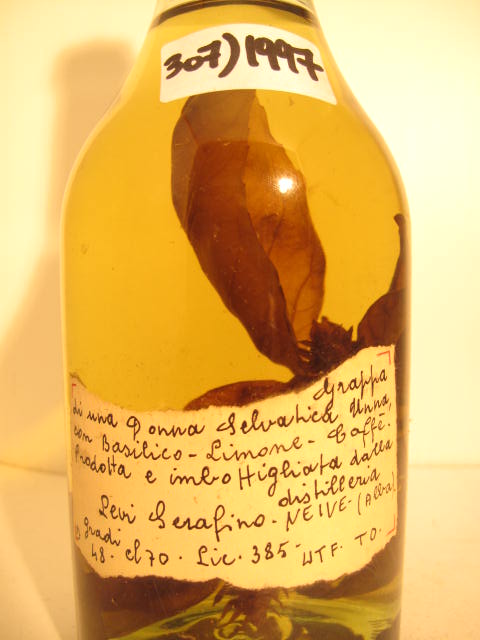 307) 1997
Grappa
di una Donna Selvatica Unna
con Basilico - Limone - Caffè.
Prodotta e imbottigliata dalla
distilleria
Levi Serafino. NEIVE - (Alba)
gradi
48. cl 70. Lic. 385 - UTF. TO.